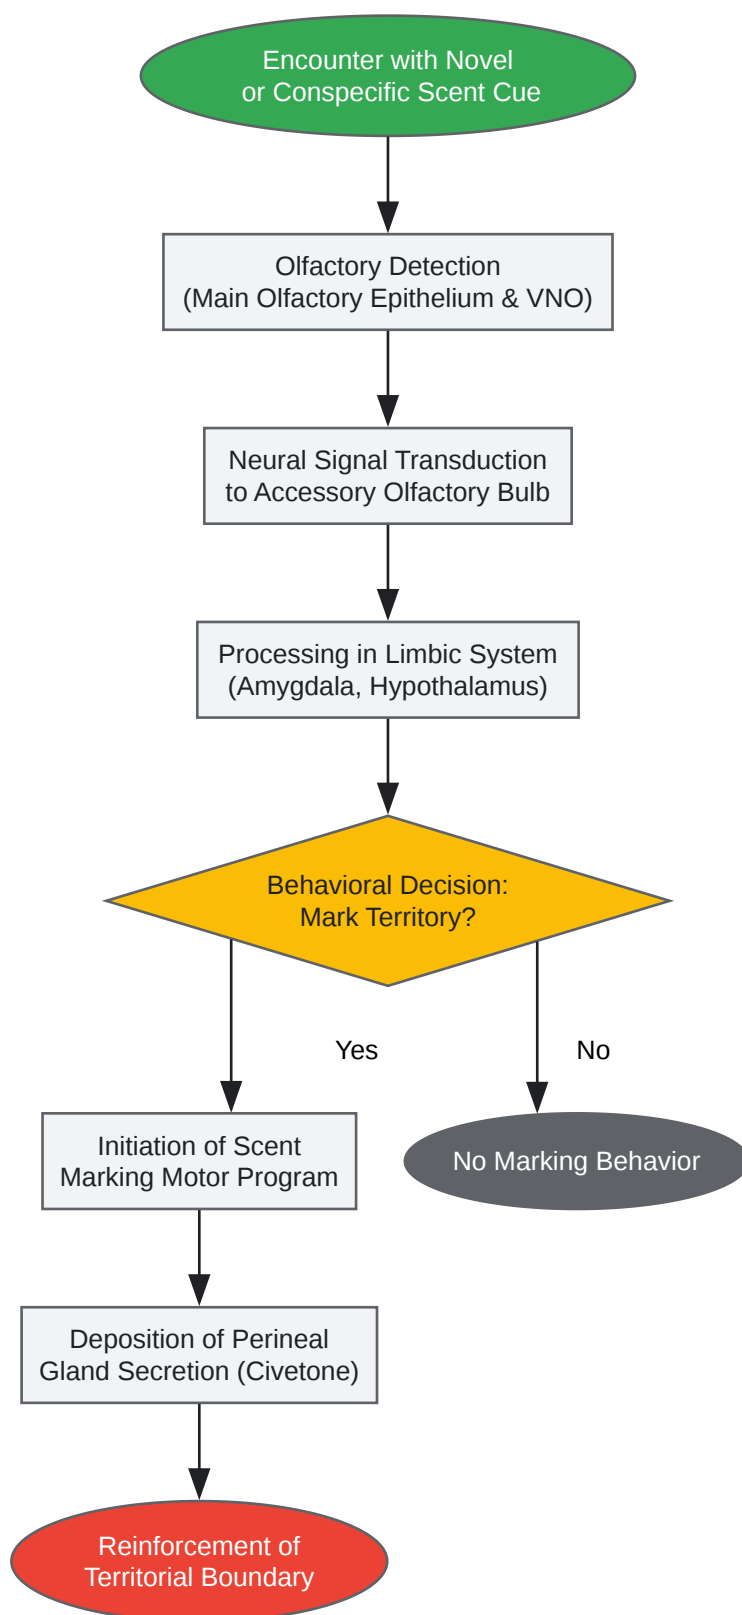 Encounter with Novel
or Conspecific Scent Cue
Olfactory Detection
(Main Olfactory Epithelium & VNO)
Neural Signal Transduction
to Accessory Olfactory Bulb
Processing in Limbic System
(Amygdala, Hypothalamus)
Behavioral Decision:
Mark Territory?
Yes
No
Initiation of Scent
Marking Motor Program
No Marking Behavior
Deposition of Perineal
Gland Secretion (Civetone)
Reinforcement of
Territorial Boundary